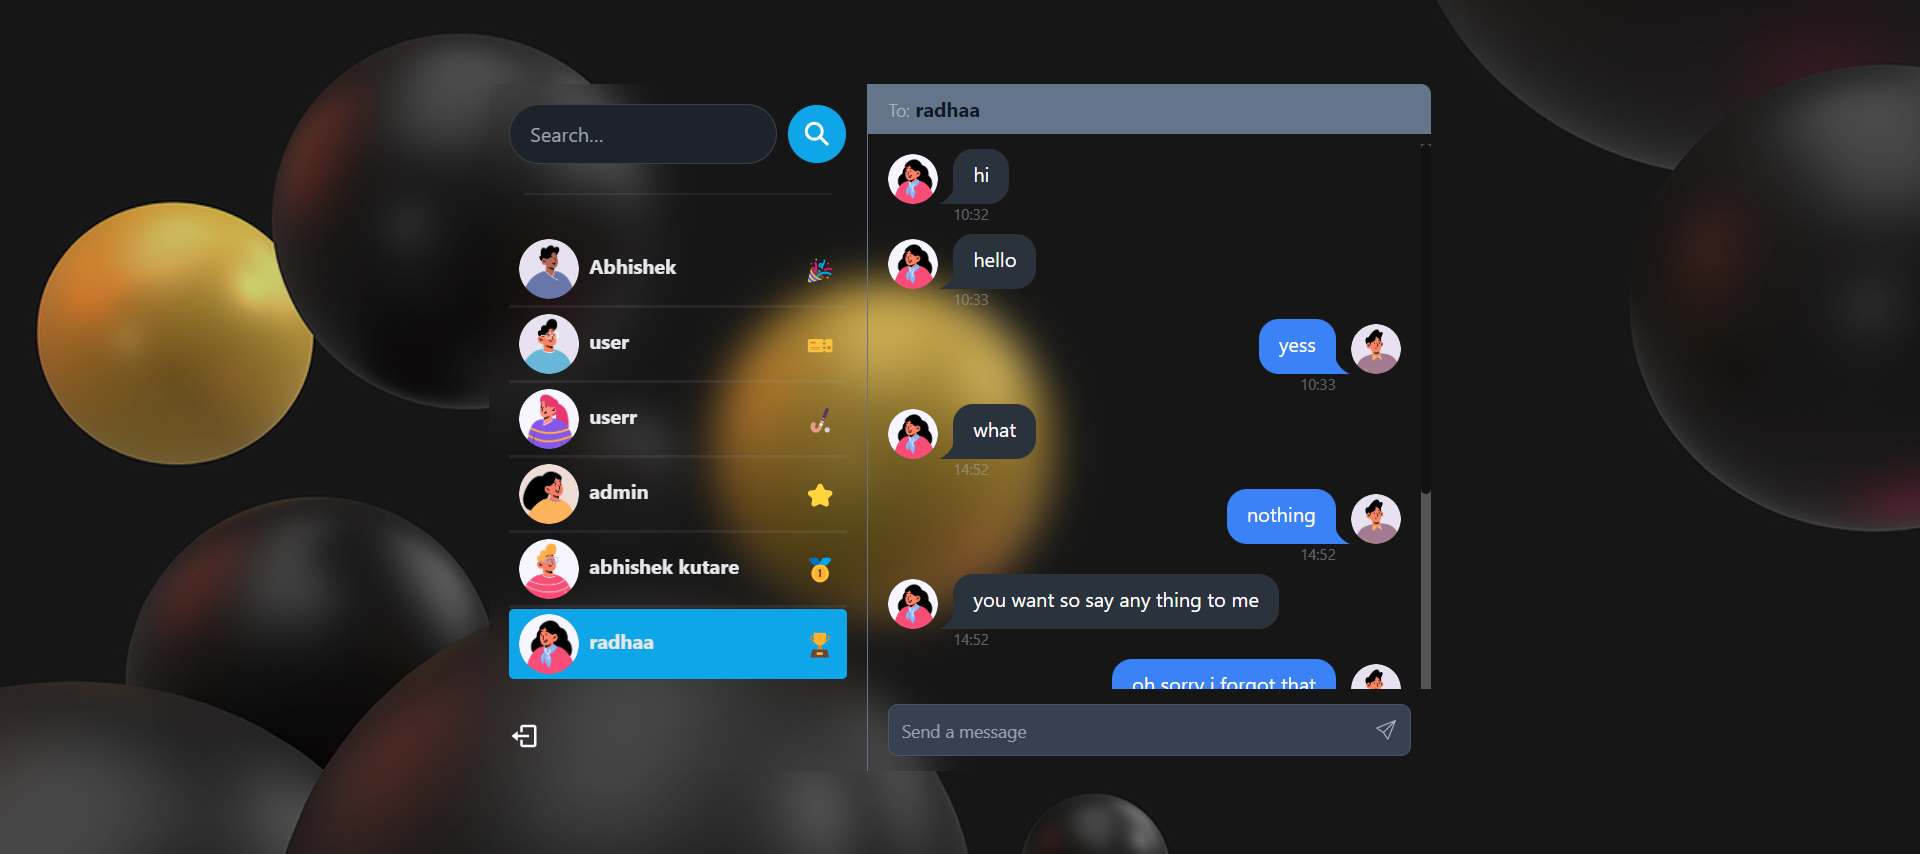 Search...
Abhishek
user
userr
admin
abhishek kutare
radhaa
To: radhaa
hi
10:32
hello
10:33
yess
10:33
what
14:52
nothing
14:52
you want so say any thing to me
14:52
oh sorry i forgot that
Send a message